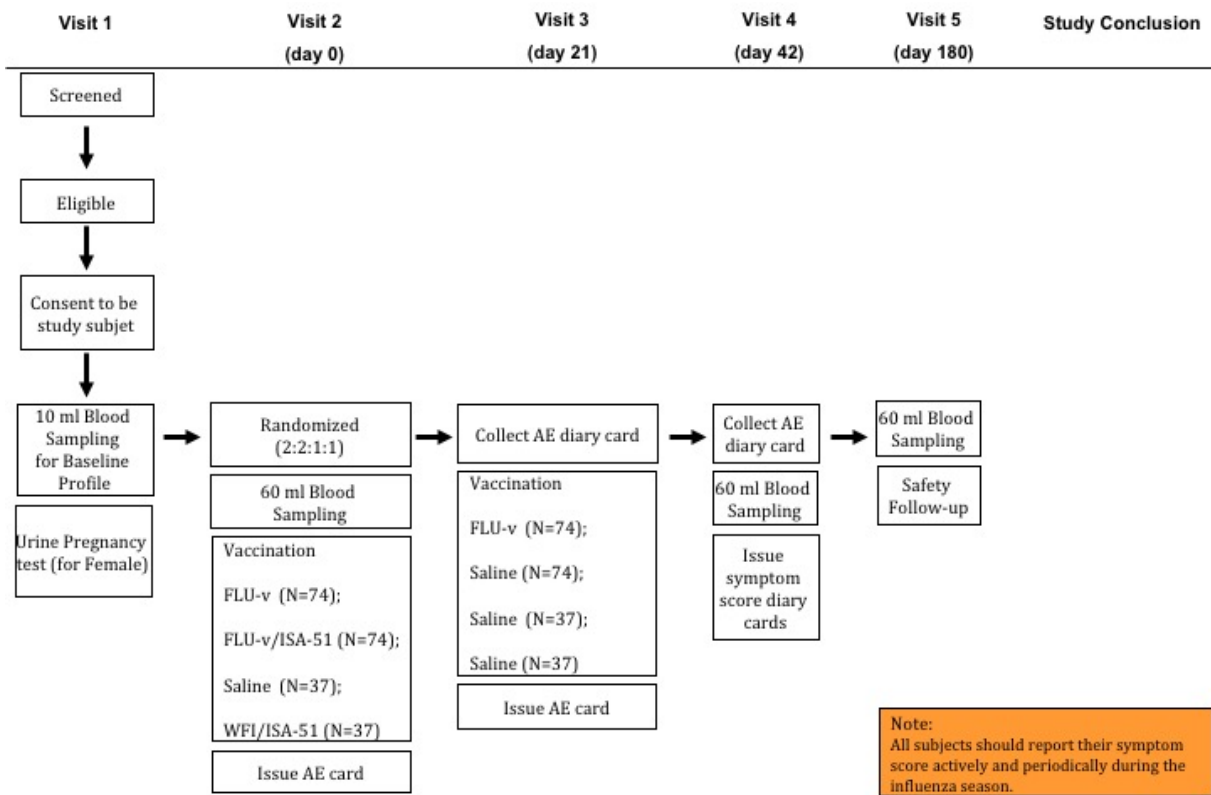 Visit 1
Visit 2
(day 0)
Visit 3
(day 21)
Visit 4
(day 42)
Visit 5
(day 180)
Study Conclusion
Screened
Eligible
Consent to be
study subjet
10 ml Blood
Sampling
for Baseline
Profile
Urine Pregnancy
test (for Female)
Randomized
(2:2:1:1)
60 ml Blood
Sampling
Vaccination
FLU-v (N=74);
FLU-v/ISA-51 (N=74);
Saline (N=37);
WFI/ISA-51 (N=37)
Issue AE card
Collect AE diary card
Vaccination
FLU-v (N=74);
Saline (N=74);
Saline (N=37);
Saline (N=37)
Issue AE card
Collect AE
diary card
60 ml Blood
Sampling
Issue
symptom
score diary
cards
60 ml Blood
Sampling
Safety
Follow-up
Note:
All subjects should report their symptom
score actively and periodically during the
influenza season.